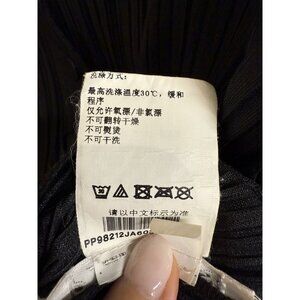 洗涤方式:
最高洗涤温度30℃，缓和
程序
仅允许氧漂/非氯漂
不可翻转干燥
不可熨烫
不可干洗
请以中文标示为准